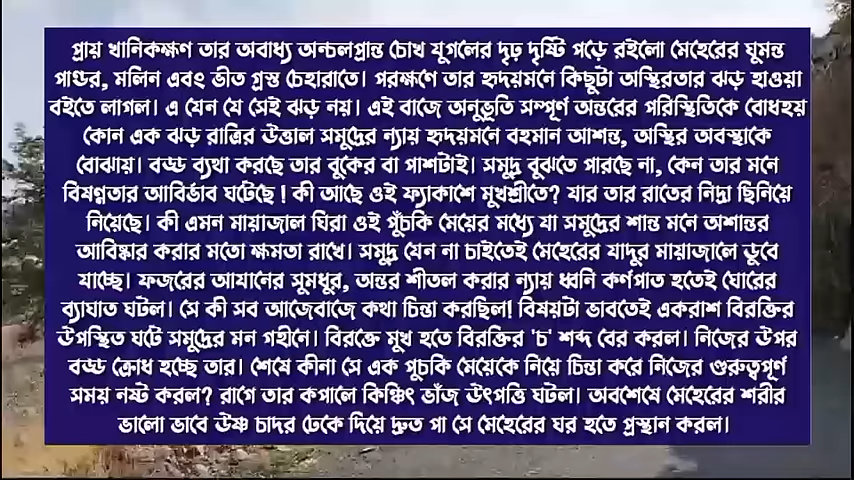 প্রায় খানিকক্ষণ তার অবাধ্য অন্চলপ্রান্ত চোখ যুগলের দৃঢ় দৃষ্টি পড়ে রইলো মেহেরের ঘুমন্ত
পাণ্ডুর, মলিন এবং ভীত গ্রস্ত চেহারাতে। পরক্ষণে তার হৃদয়মনে কিছুটা অস্থিরতার ঝড় হাওয়া
বইতে লাগল। এ যেন যে সেই ঝড় নয়। এই বাজে অনুভূতি সম্পূর্ণ অন্তরের পরিস্থিতিকে বোধহয়
কোন এক ঝড় রাত্রির উত্তাল সমুদ্রের ন্যায় হৃদয়মনে বহমান আশন্ত, অস্থির অবস্থাকে
বোঝায়। বড্ড ব্যথা করছে তার বুকের বা পাশটাই। সমুদ্র বুঝতে পারছে না, কেন তার মনে
বিষণ্ণতার আবির্ভাব ঘটেছে ! কী আছে ওই ফ্যাকাশে মুখশ্রীতে? যার তার রাতের নিদ্রা ছিনিয়ে
নিয়েছে। কী এমন মায়াজাল ঘিরা ওই পুঁচকি মেয়ের মধ্যে যা সমুদ্রের শান্ত মনে অশান্তর
আবিষ্কার করার মতো ক্ষমতা রাখে। সমুদ্র যেন না চাইতেই মেহেরের যাদুর মায়াজালে ডুবে
যাচ্ছে। ফজরের আযানের সুমধুর, অন্তর শীতল করার ন্যায় ধ্বনি কর্ণপাত হতেই ঘোরের
ব্যাঘাত ঘটল। সে কী সব আজেবাজে কথা চিন্তা করছিল! বিষয়টা ভাবতেই একরাশ বিরক্তির
উপস্থিত ঘটে সমুদ্রের মন গহীনে। বিরক্তে মুখ হতে বিরক্তির 'চ' শব্দ বের করল। নিজের উপর
বড্ড ক্রোধ হচ্ছে তার। শেষে কীনা সে এক পুচকি মেয়েকে নিয়ে চিন্তা করে নিজের গুরুত্বপূর্ণ
সময় নষ্ট করল? রাগে তার কপালে কিঞ্চিৎ ভাঁজ উৎপত্তি ঘটল। অবশেষে মেহেরের শরীর
ভালো ভাবে উষ্ণ চাদর ঢেকে দিয়ে দ্রুত পা সে মেহেরের ঘর হতে প্রস্থান করল।